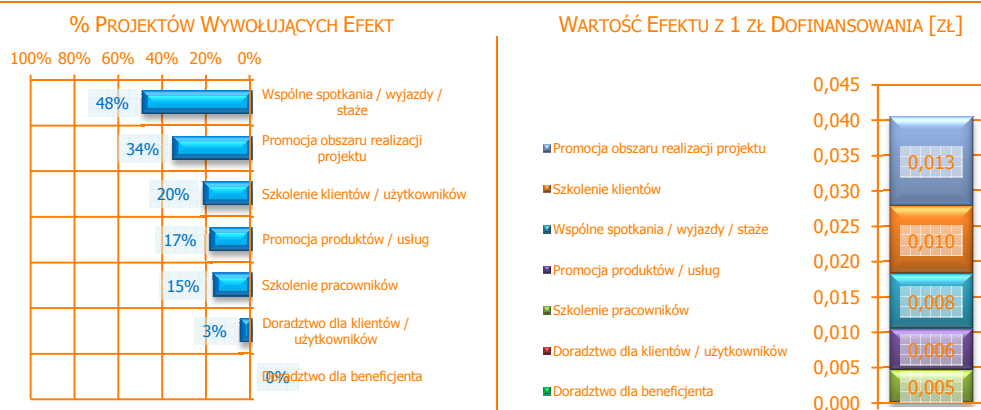 % Projektów Wywołujących Efekt
100% 80% 60% 40% 20% 0%
48%
Wspólne spotkania / wyjazdy /
staże
34%
Promocja obszaru realizacji
projektu
20%
Szkolenie klientów / użytkowników
17%
Promocja produktów / usług
15%
Szkolenie pracowników
3%
Doradztwo dla klientów /
użytkowników
0%
Doradztwo dla beneficjenta
Wartość Efektu z 1 zł Dofinansowania [zł]
Promocja obszaru realizacji projektu
Szkolenie klientów
Wspólne spotkania / wyjazdy / staże
Promocja produktów / usług
Szkolenie pracowników
Doradztwo dla klientów / użytkowników
Doradztwo dla beneficjenta
0,045
0,040
0,035
0,030
0,025
0,020
0,015
0,010
0,005
0,000
0,013
0,010
0,008
0,006
0,005